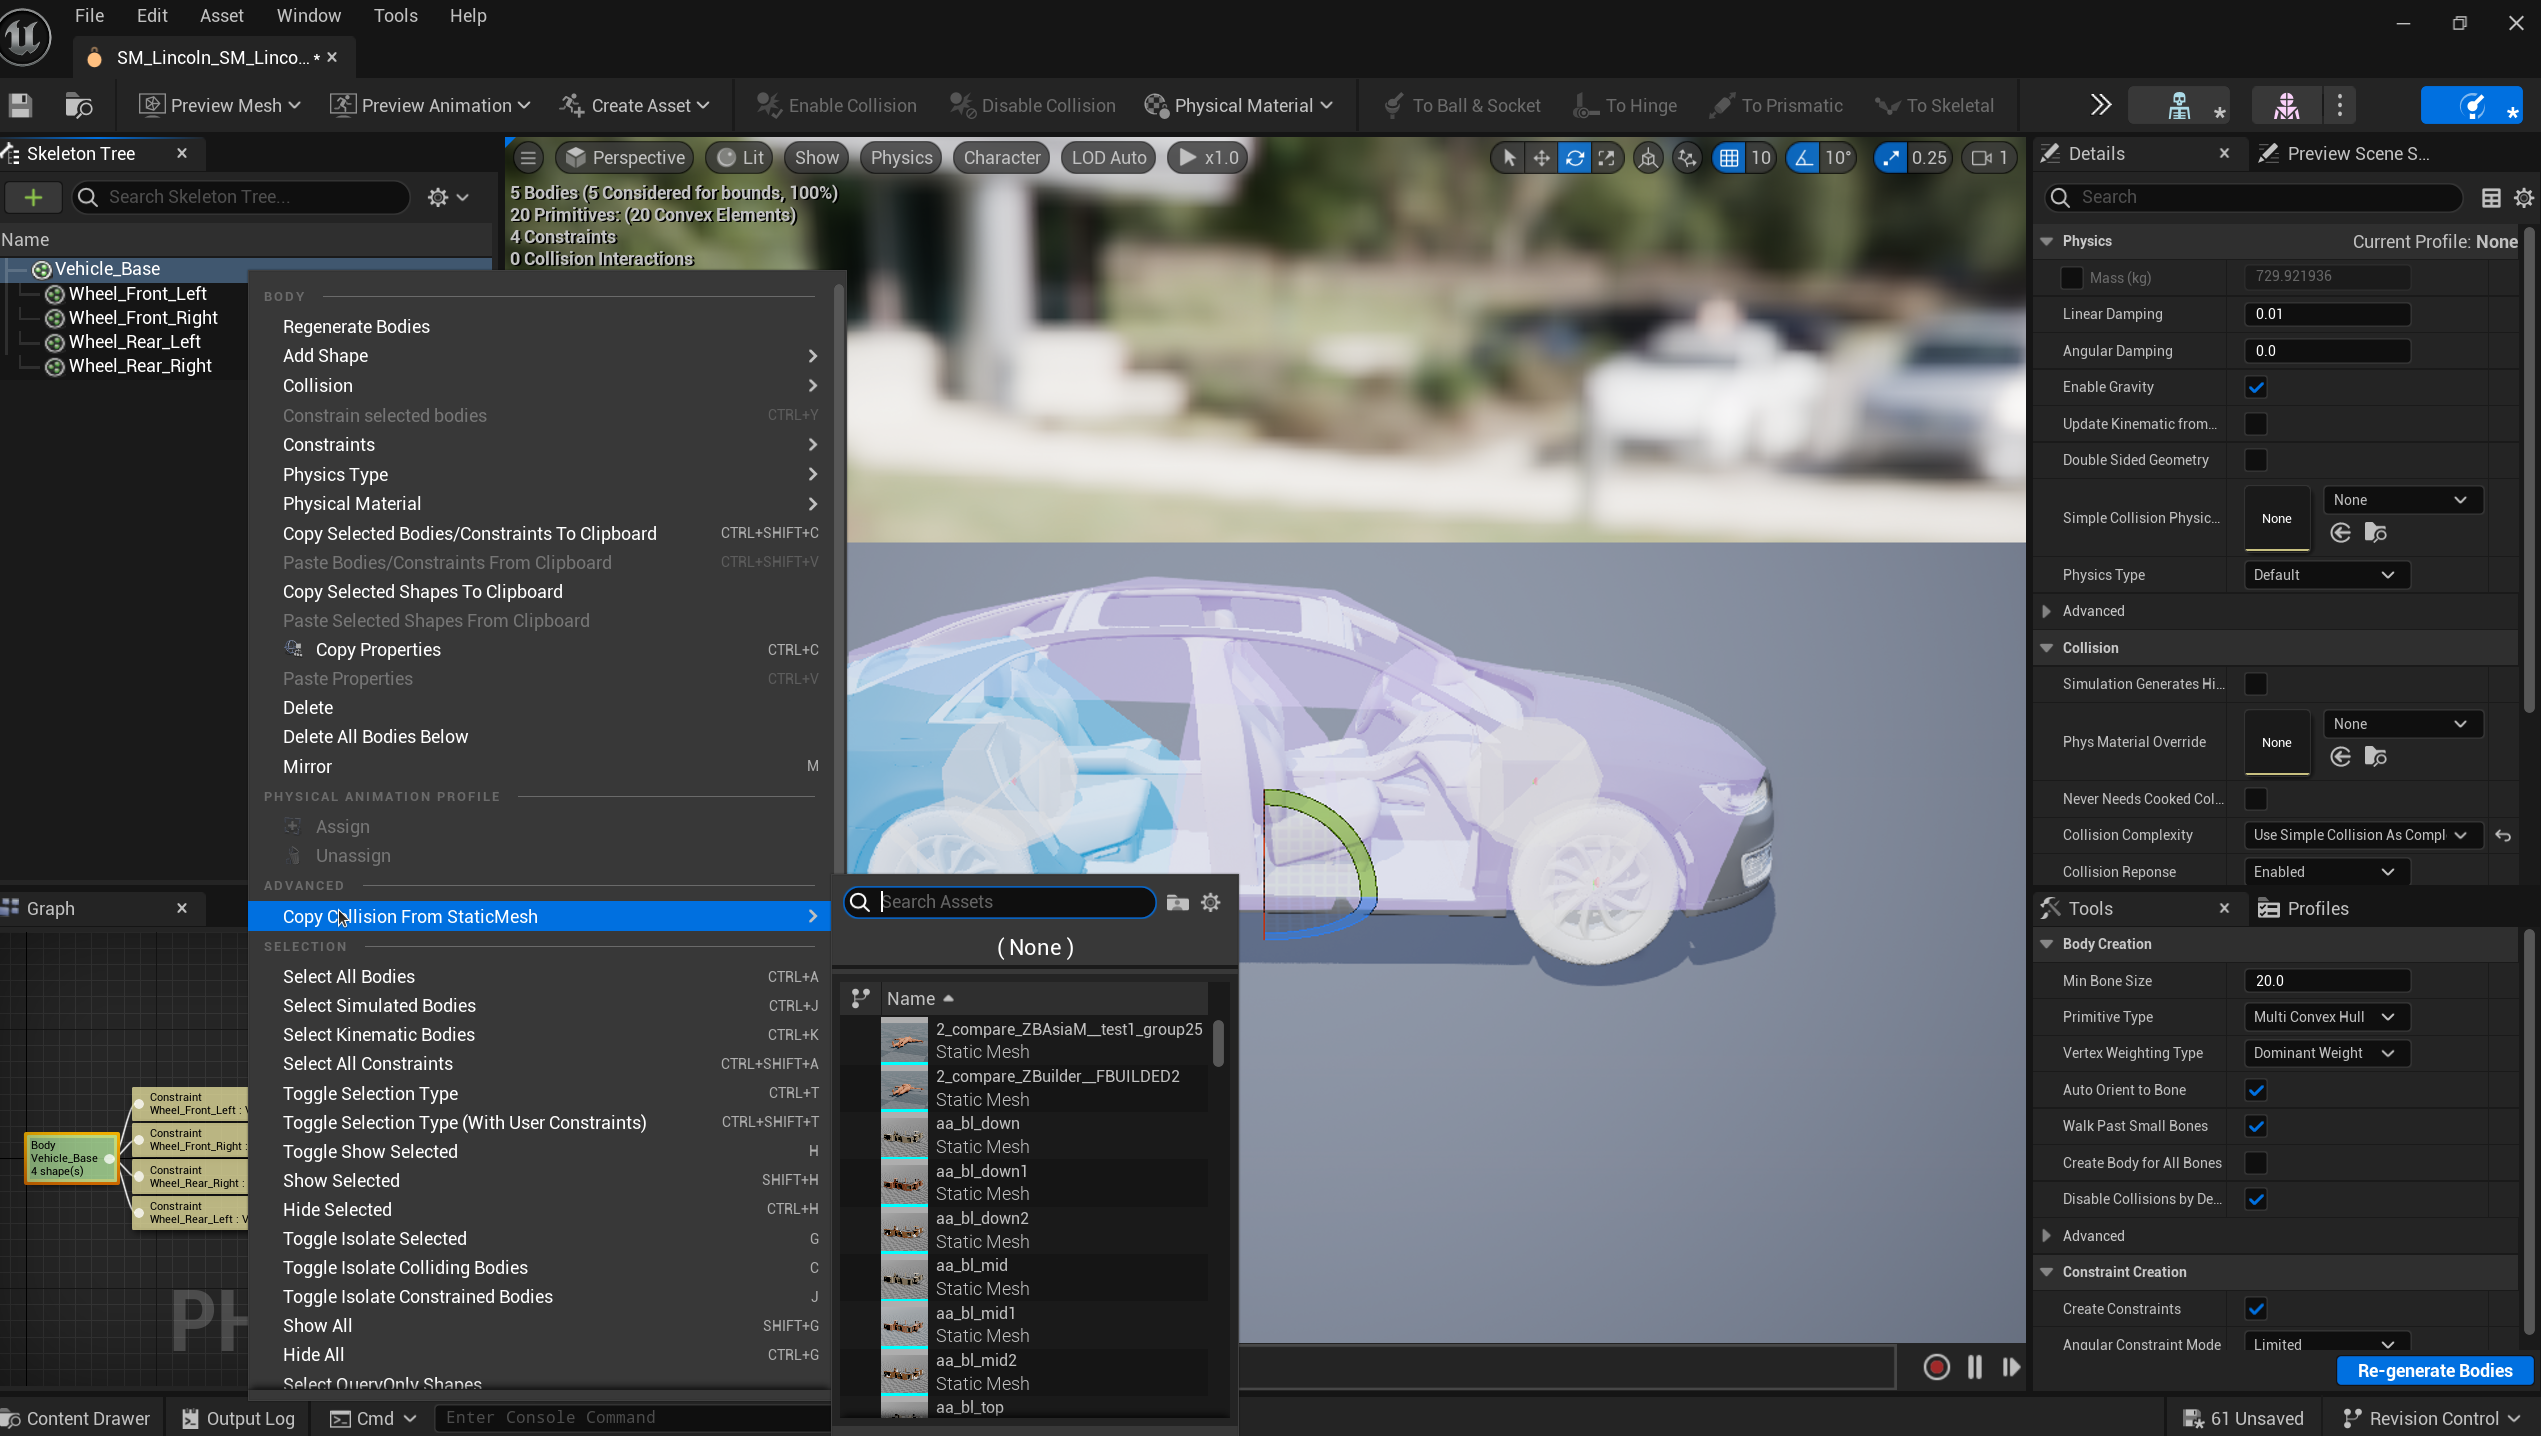 File Edit Asset Window Tools Help
SM_Lincoln_SM_Linco... *
Preview Mesh Preview Animation Create Asset Enable Collision Disable Collision Physical Material To Ball & Socket To Hinge To Prismatic To Skeletal
Skeleton Tree
Search Skeleton Tree...
Name
Vehicle_Base
Wheel_Front_Left
Wheel_Front_Right
Wheel_Rear_Left
Wheel_Rear_Right
Perspective Lit Show Physics Character LOD Auto x1.0 10 10° 0.25 1
5 Bodies (5 Considered for bounds, 100%)
20 Primitives: (20 Convex Elements)
4 Constraints
0 Collision Interactions
BODY
Regenerate Bodies
Add Shape
Collision
Constrain selected bodies CTRL+Y
Constraints
Physics Type
Physical Material
Copy Selected Bodies/Constraints To Clipboard CTRL+SHIFT+C
Paste Bodies/Constraints From Clipboard CTRL+SHIFT+V
Copy Selected Shapes To Clipboard
Paste Selected Shapes From Clipboard
Copy Properties CTRL+C
Paste Properties CTRL+V
Delete
Delete All Bodies Below
Mirror M
PHYSICAL ANIMATION PROFILE
Assign
Unassign
ADVANCED
Copy Collision From StaticMesh
SELECTION
Select All Bodies CTRL+A
Select Simulated Bodies CTRL+J
Select Kinematic Bodies CTRL+K
Select All Constraints CTRL+SHIFT+A
Toggle Selection Type CTRL+T
Toggle Selection Type (With User Constraints) CTRL+SHIFT+T
Toggle Show Selected H
Show Selected SHIFT+H
Hide Selected CTRL+H
Toggle Isolate Selected G
Toggle Isolate Colliding Bodies C
Toggle Isolate Constrained Bodies J
Show All SHIFT+G
Hide All CTRL+G
Select QueryOnly Shapes
Search Assets
( None )
Name
2_compare_ZBAsiaM__test1_group25
Static Mesh
2_compare_ZBuilder__FBUILDED2
Static Mesh
aa_bl_down
Static Mesh
aa_bl_down1
Static Mesh
aa_bl_down2
Static Mesh
aa_bl_mid
Static Mesh
aa_bl_mid1
Static Mesh
aa_bl_mid2
Static Mesh
aa_bl_top
Graph
Body
Vehicle_Base
4 shape(s)
Constraint
Wheel_Front_Left : V
Constraint
Wheel_Front_Right :
Constraint
Wheel_Rear_Right :
Constraint
Wheel_Rear_Left : V
PH
Details Preview Scene S...
Search
Physics Current Profile: None
Mass (kg) 729.921936
Linear Damping 0.01
Angular Damping 0.0
Enable Gravity
Update Kinematic from...
Double Sided Geometry
Simple Collision Physic... None None
Physics Type Default
Advanced
Collision
Simulation Generates Hi...
Phys Material Override None None
Never Needs Cooked Col...
Collision Complexity Use Simple Collision As Compl
Collision Reponse Enabled
Tools Profiles
Body Creation
Min Bone Size 20.0
Primitive Type Multi Convex Hull
Vertex Weighting Type Dominant Weight
Auto Orient to Bone
Walk Past Small Bones
Create Body for All Bones
Disable Collisions by De...
Advanced
Constraint Creation
Create Constraints
Angular Constraint Mode Limited
Re-generate Bodies
Content Drawer Output Log Cmd Enter Console Command 61 Unsaved Revision Control